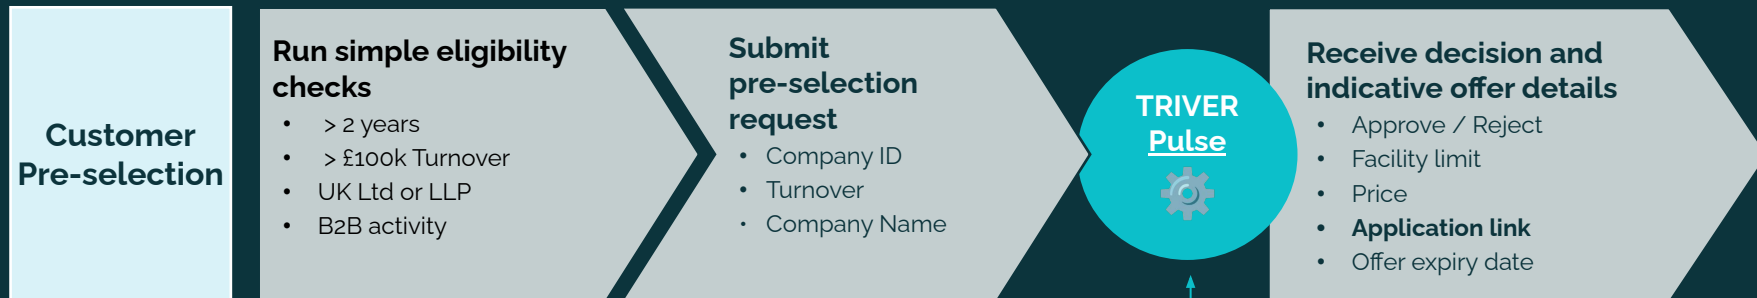 Customer
Pre-selection
Run simple eligibility
checks
• > 2 years
• > £100k Turnover
• UK Ltd or LLP
• B2B activity
Submit
pre-selection
request
• Company ID
• Turnover
• Company Name
TRIVER
Pulse
Receive decision and
indicative offer details
• Approve / Reject
• Facility limit
• Price
• Application link
• Offer expiry date